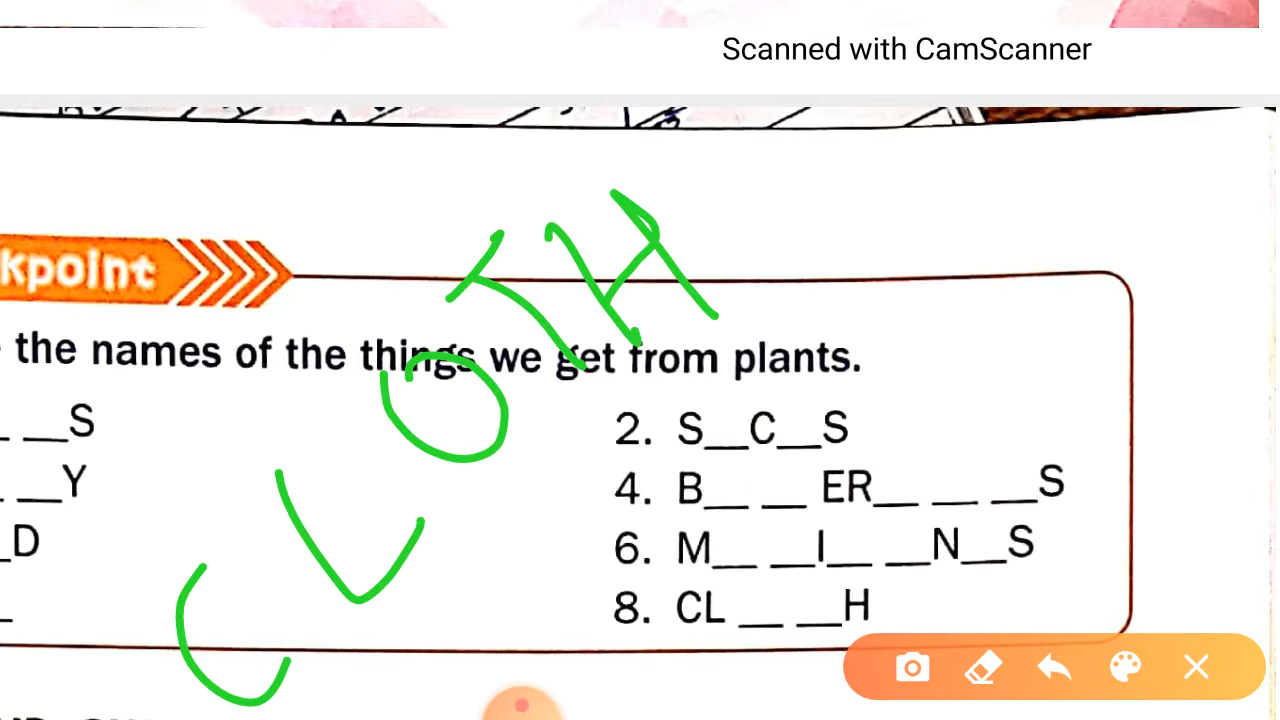 Scanned with CamScanner
CLOTH
kpoint
the names of the things we get from plants.
__S
2. S__C__S
__Y
4. B__ __ ER__ __ __S
_D
6. M__ __I__ __N__S
8. CL __ __H